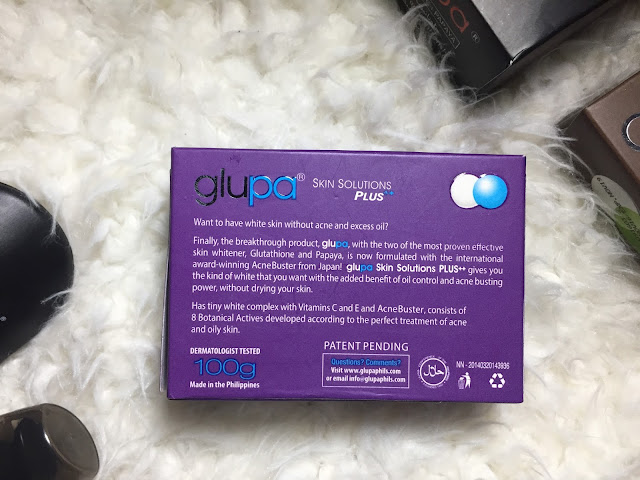 glupa® SKIN SOLUTIONS
PLUS++
Want to have white skin without acne and excess oil?
Finally, the breakthrough product, glupa, with the two of the most proven effective
skin whitener, Glutathione and Papaya, is now formulated with the international
award-winning AcneBuster from Japan! glupa Skin Solutions PLUS++ gives you
the kind of white that you want with the added benefit of oil control and acne busting
power, without drying your skin.
Has tiny white complex with Vitamins C and E and AcneBuster, consists of
8 Botanical Actives developed according to the perfect treatment of acne
and oily skin.
DERMATOLOGIST TESTED
100g
Made in the Philippines
PATENT PENDING
Questions? Comments?
Visit www.glupaphils.com
or email info@glupaphils.com
حلال
NN - 20140320143936